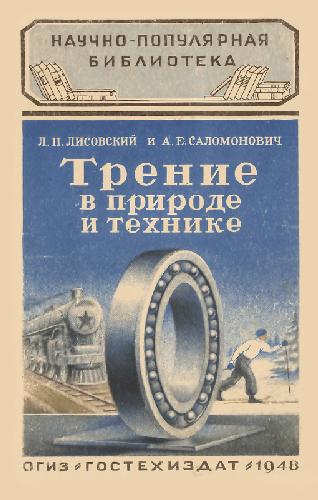 НАУЧНО-ПОПУЛЯРНАЯ
БИБЛИОТЕКА
Л. П. ЛИСОВСКИЙ И А. Е. САЛОМОНОВИЧ
Трение
в природе
и технике
ОГИЗ * ГОСТЕХИЗДАТ * 1948